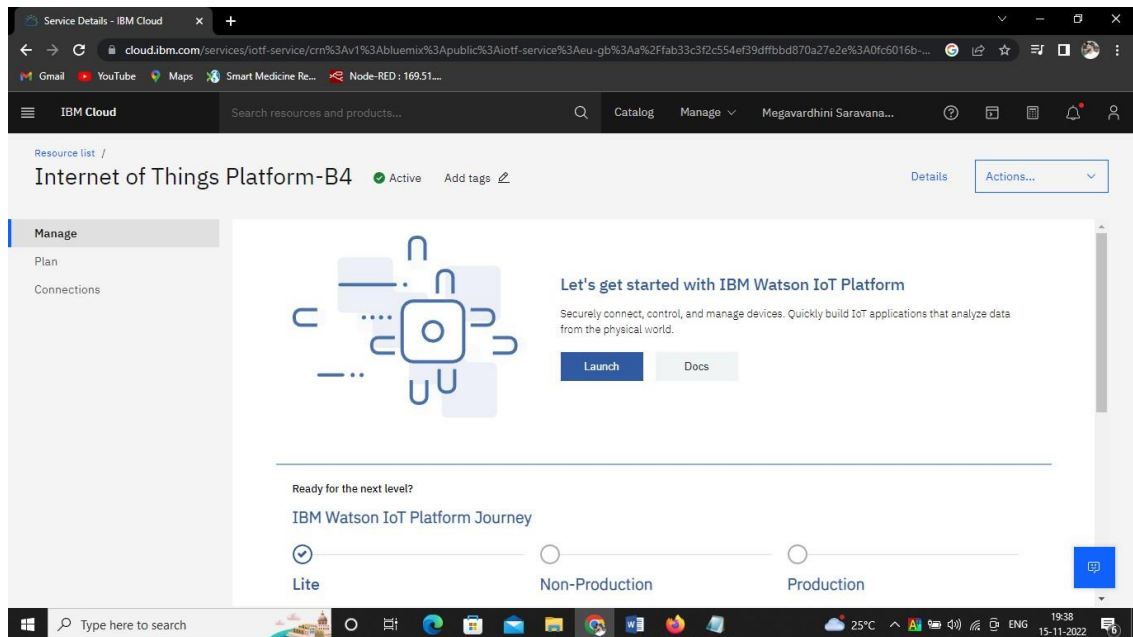 Service Details - IBM Cloud
cloud.ibm.com/services/iotf-service/crn%3Av1%3Abluemix%3Apublic%3Aiotf-service%3Aeu-gb%3Aa%2Ffab33c3f2c554ef39dffbbd870a27e2e%3A0fc6016b-...
Gmail YouTube Maps Smart Medicine Re... Node-RED : 169.51....
IBM Cloud Search resources and products... Catalog Manage Megavardhini Saravana...
Resource list /
Internet of Things Platform-B4 Active Add tags Details Actions...
Manage
Plan
Connections
Let's get started with IBM Watson IoT Platform
Securely connect, control, and manage devices. Quickly build IoT applications that analyze data
from the physical world.
Launch Docs
Ready for the next level?
IBM Watson IoT Platform Journey
Lite Non-Production Production
Type here to search 25°C ENG 19:38
15-11-2022